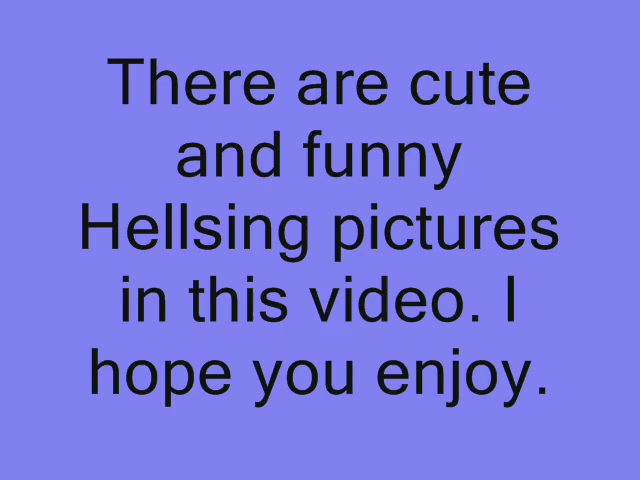 There are cute
and funny
Hellsing pictures
in this video. I
hope you enjoy.